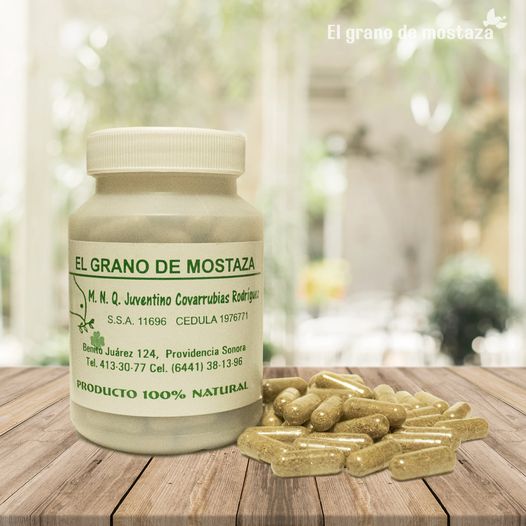 El grano de mostaza
EL GRANO DE MOSTAZA
M. N. Q. Juventino Covarrubias Rodríguez
S.S.A. 11696 CEDULA 1976771
Benito Juárez 124, Providencia Sonora
Tel. 413-30-77 Cel. (6441) 38-13-96
PRODUCTO 100% NATURAL